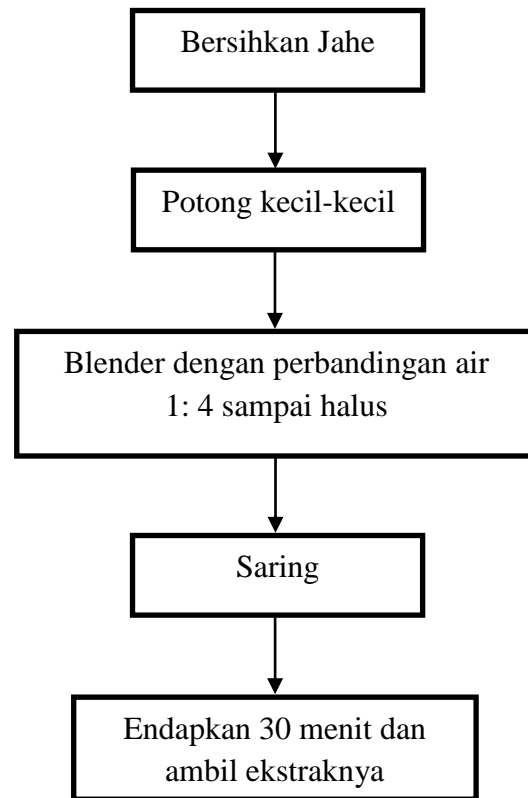 Bersihkan Jahe
Potong kecil-kecil
Blender dengan perbandingan air
1: 4 sampai halus
Saring
Endapkan 30 menit dan
ambil ekstraknya